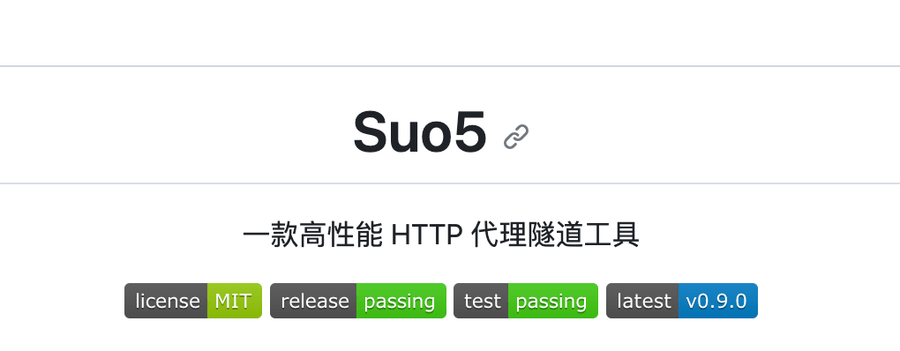 Suo5
一款高性能 HTTP 代理隧道工具
license MIT release passing test passing latest v0.9.0